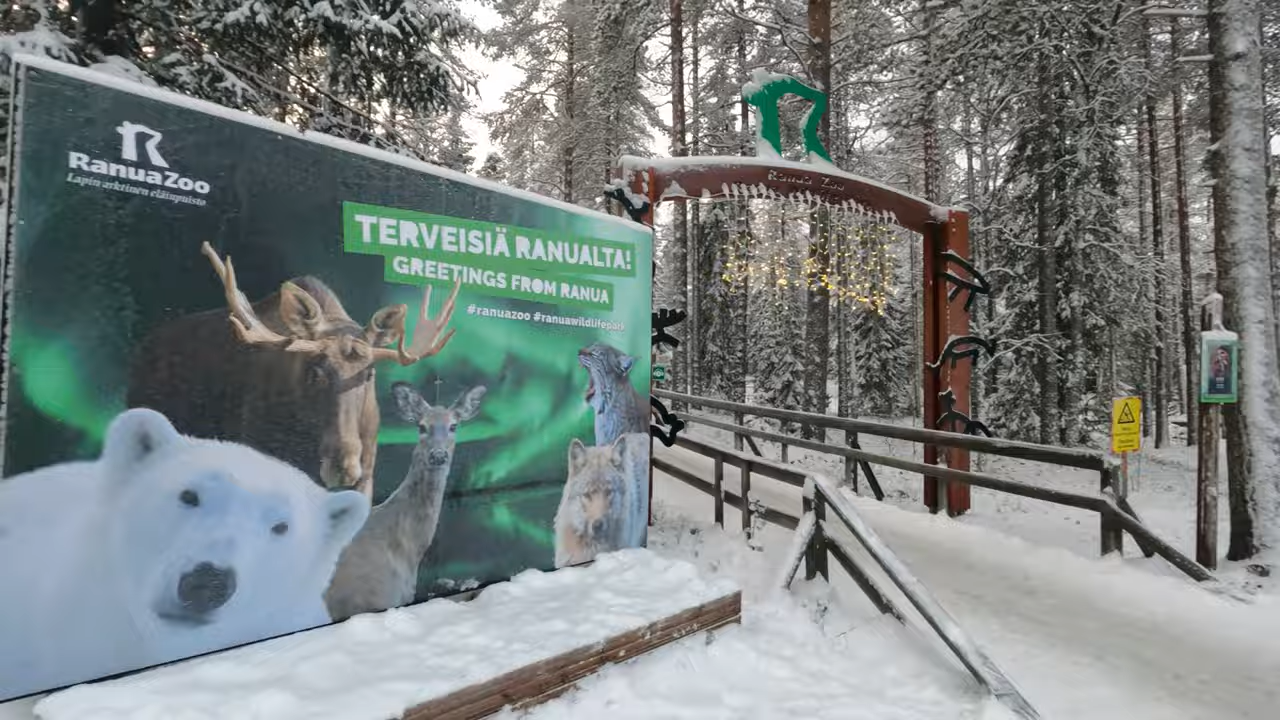 RanuaZoo
Lapin arktinen eläinpuisto
TERVEISIÄ RANUALTA!
GREETINGS FROM RANUA
#ranuazoo #ranuawildlifepark
Ranua Zoo